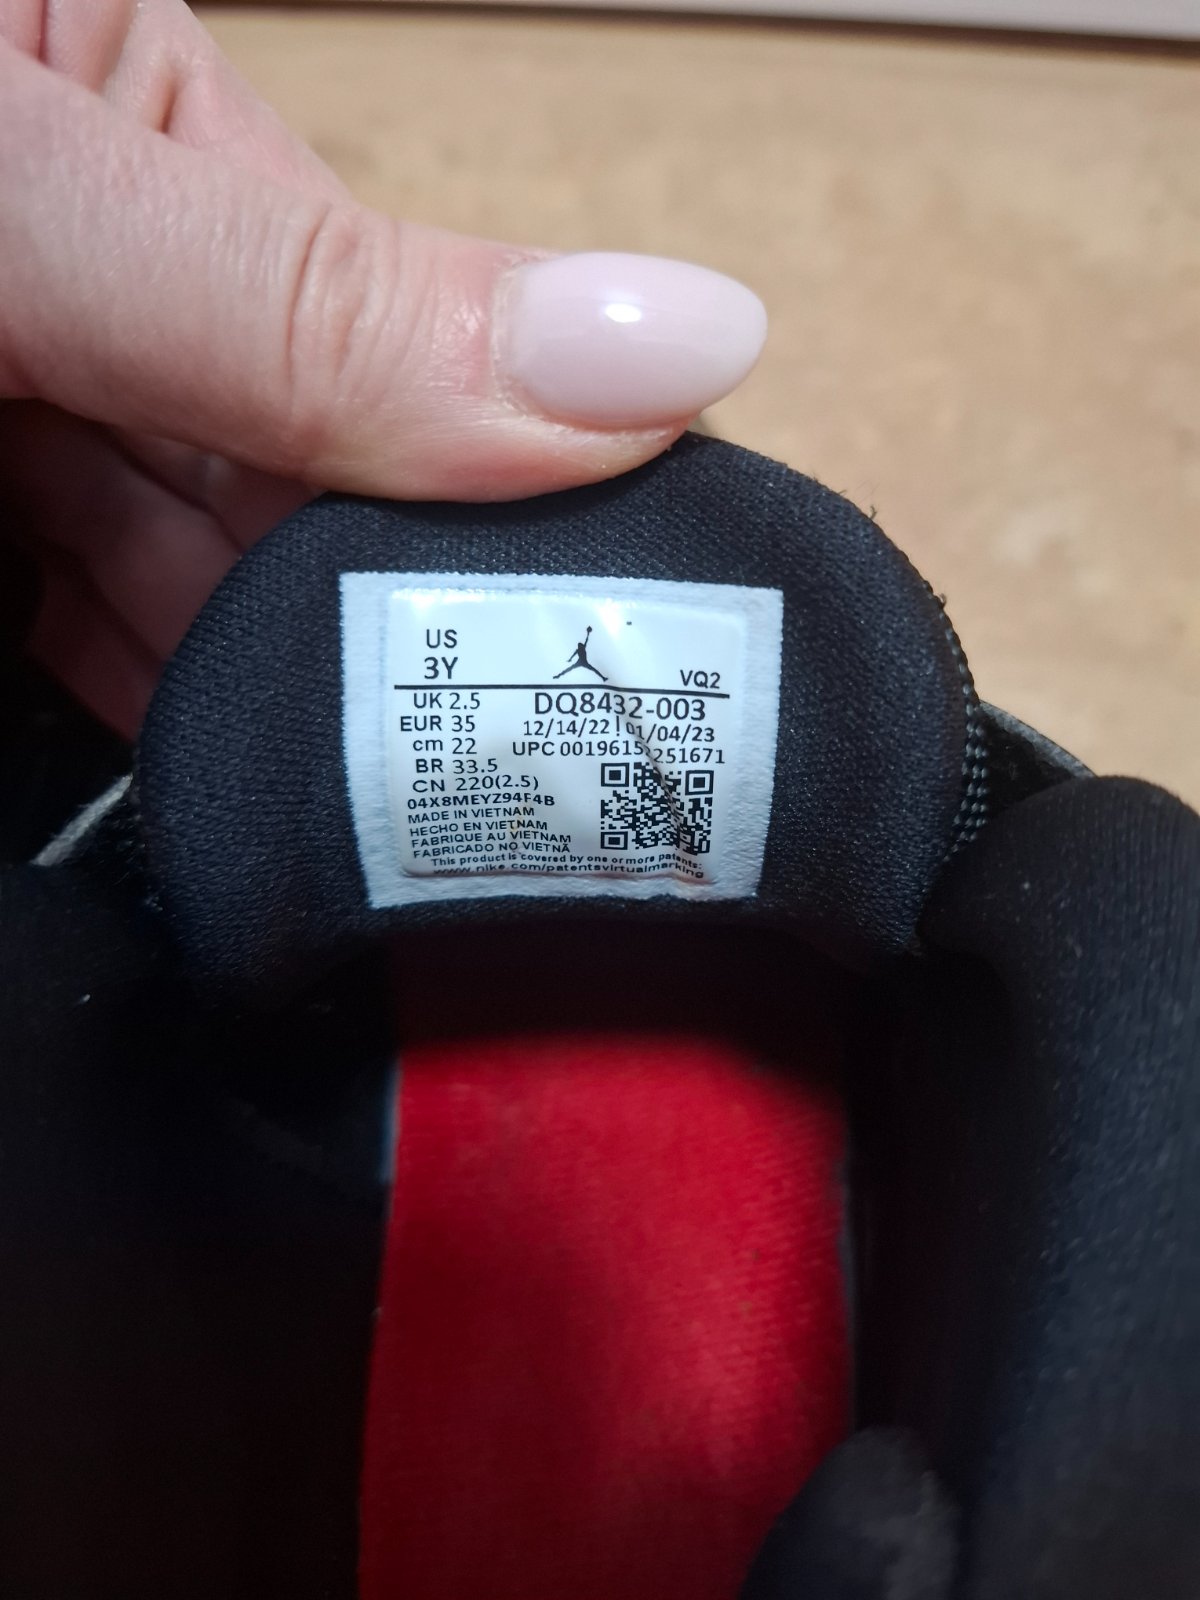 US
3Y
VQ2
UK 2.5
DQ8432-003
EUR 35
12/14/22 | 01/04/23
cm 22
UPC 0019615 251671
BR 33.5
CN 220(2.5)
04X8MEYZ94F4B
MADE IN VIETNAM
HECHO EN VIETNAM
FABRIQUE AU VIETNAM
FABRICADO NO VIETNÃ
This product is covered by one or more patents:
www.nike.com/patentsvirtualmarking